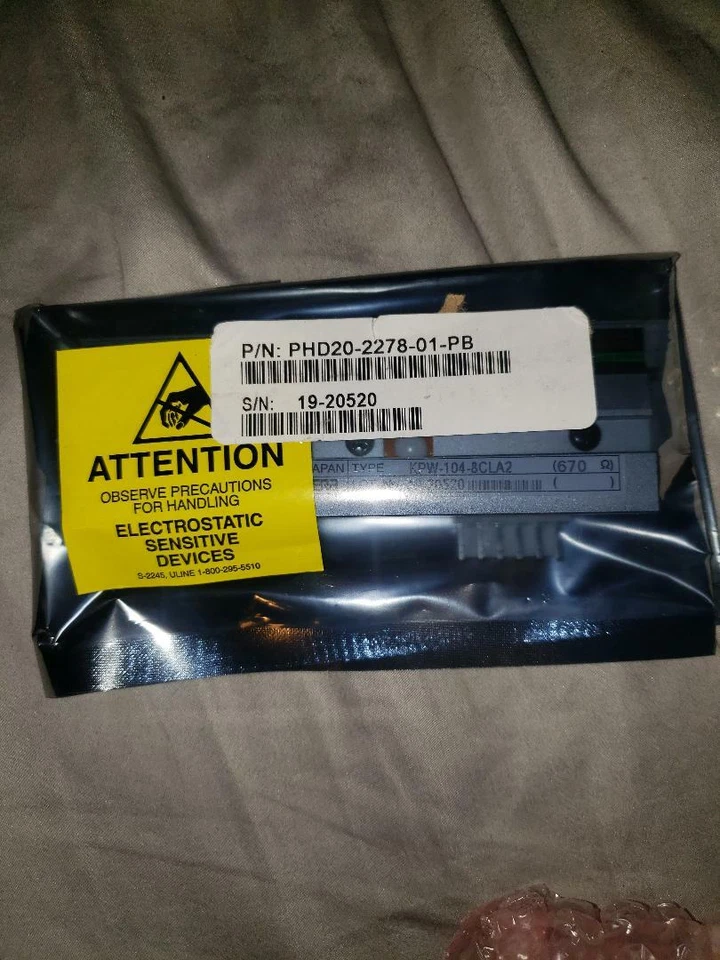 P/N: PHD20-2278-01-PB
S/N: 19-20520
ATTENTION
OBSERVE PRECAUTIONS
FOR HANDLING
ELECTROSTATIC
SENSITIVE
DEVICES
S-2245, ULINE 1-800-295-5510
JAPAN TYPE KPW-104-8CLA2 (670 Ω)
20520 ( )